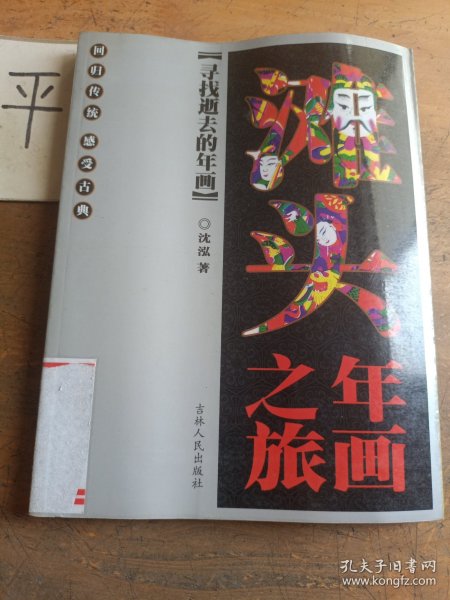 滩头
年画
之旅
【寻找逝去的年画】
◎沈泓 著
吉林人民出版社
回归传统 感受古典
平
孔夫子旧书网
www.kongfz.com